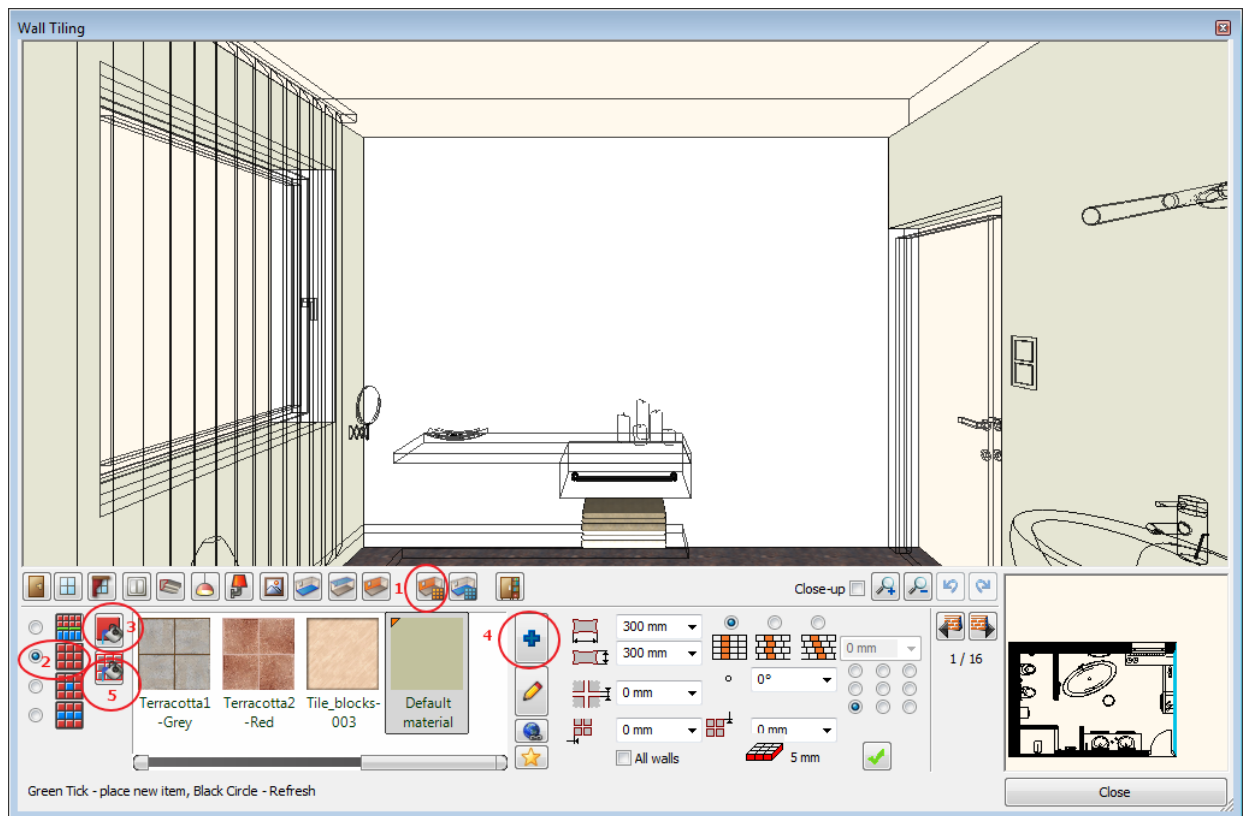 Wall Tiling
1
Close-up
2
3
5
Terracotta1
-Grey
Terracotta2
-Red
Tile_blocks-
003
Default
material
4
300 mm
300 mm
0 mm
0 mm
All walls
0°
0 mm
5 mm
0 mm
1 / 16
Green Tick - place new item, Black Circle - Refresh
Close